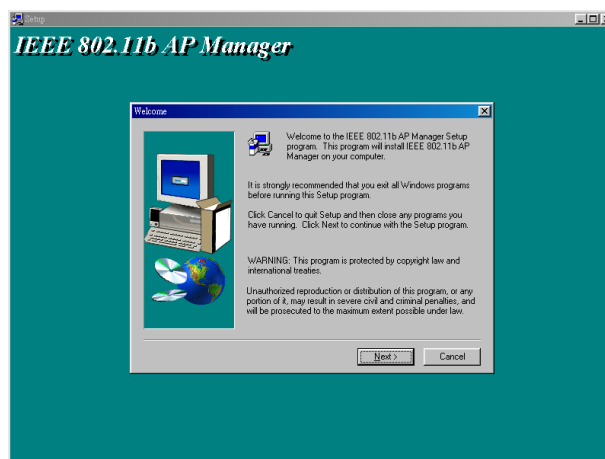 Setup
IEEE 802.11b AP Manager
Welcome
Welcome to the IEEE 802.11b AP Manager Setup
program. This program will install IEEE 802.11b AP
Manager on your computer.
It is strongly recommended that you exit all Windows programs
before running this Setup program.
Click Cancel to quit Setup and then close any programs you
have running. Click Next to continue with the Setup program.
WARNING: This program is protected by copyright law and
international treaties.
Unauthorized reproduction or distribution of this program, or any
portion of it, may result in severe civil and criminal penalties, and
will be prosecuted to the maximum extent possible under law.
Next >
Cancel